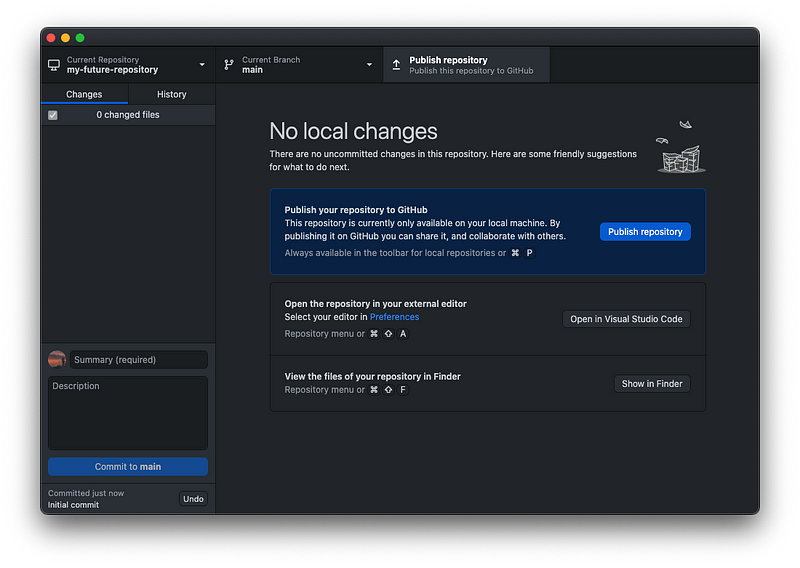 Current Repository
my-future-repository
Current Branch
main
Publish repository
Publish this repository to GitHub
Changes
History
0 changed files
No local changes
There are no uncommitted changes in this repository. Here are some friendly suggestions
for what to do next.
Publish your repository to GitHub
This repository is currently only available on your local machine. By
publishing it on GitHub you can share it, and collaborate with others.
Always available in the toolbar for local repositories or ⌘ P
Publish repository
Open the repository in your external editor
Select your editor in Preferences
Repository menu or ⌘ ⇧ A
Open in Visual Studio Code
View the files of your repository in Finder
Repository menu or ⌘ ⇧ F
Show in Finder
Summary (required)
Description
Commit to main
Committed just now
Initial commit
Undo